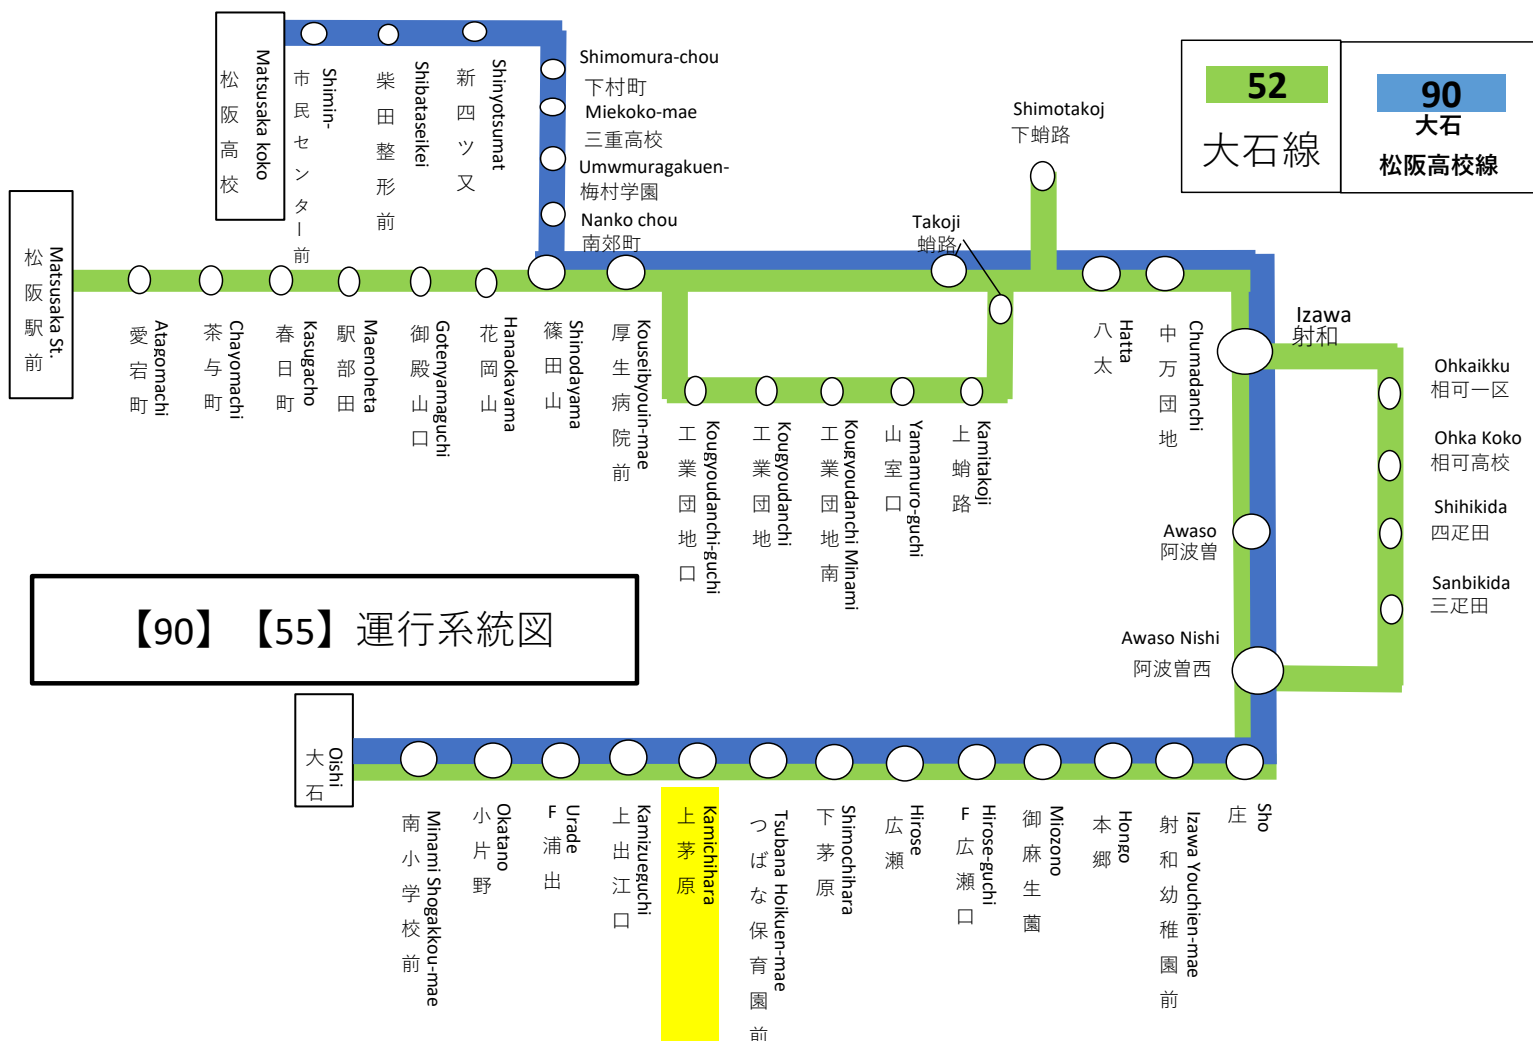 Matsusaka koko
松阪高校
Shimin-
市民センター前
Shibataseikei
柴田整形前
Shinyotsumat
新四ツ又
Shimomura-chou
下村町
Miekoko-mae
三重高校
Umwmuragakuen-
梅村学園
Nanko chou
南郊町
Shimotakoj
下蛸路
Takoji
蛸路
52
大石線
90
大石
松阪高校線
Matsusaka St.
松阪駅前
Atagomachi
愛宕町
Chayomachi
茶与町
Kasugacho
春日町
Maenoheta
駅部田
Gotenyamaguchi
御殿山口
Hanaokayama
花岡山
Shinodayama
篠田山
Kouseibyouin-mae
厚生病院前
Kougyoudanchi-guchi
工業団地口
Kougyoudanchi
工業団地
Kougyoudanchi Minami
工業団地南
Yamamuro-guchi
山室口
Kamitakoji
上蛸路
Hatta
八太
Chumadanchi
中万団地
Izawa
射和
Ohkaikku
相可一区
Ohka Koko
相可高校
Shihikida
四疋田
Sanbikida
三疋田
Awaso
阿波曽
Awaso Nishi
阿波曽西
【90】【55】運行系統図
Oishi
大石
Minami Shogakkou-mae
南小学校前
Okatano
小片野
Urade
F浦出
Kamizueguchi
上出江口
Kamichihara
上茅原
Tsubana Hoikuen-mae
つばな保育園前
Shimochihara
下茅原
Hirose
広瀬
Hirose-guchi
F広瀬口
Miozono
御麻生薗
Hongo
本郷
Izawa Youchien-mae
射和幼稚園前
Sho
庄